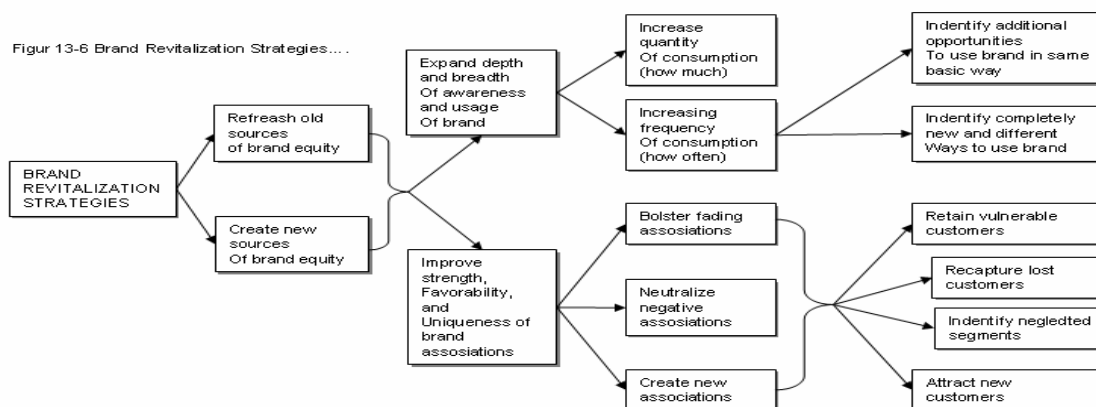 Figur 13-6 Brand Revitalization Strategies....
BRAND
REVITALIZATION
STRATEGIES
Refreash old
sources
of brand equity
Create new
sources
Of brand equity
Expand depth
and breadth
Of awareness
and usage
Of brand
Improve
strength,
Favorability,
and
Uniqueness of
brand
assosiations
Increase
quantity
Of consumption
(how much)
Increasing
frequency
Of consumption
(how often)
Bolster fading
assosiations
Neutralize
negative
assosiations
Create new
associations
Indentify additional
opportunities
To use brand in same
basic way
Indentify completely
new and different
Ways to use brand
Retain vulnerable
customers
Recapture lost
customers
Indentify negledted
segments
Attract new
customers